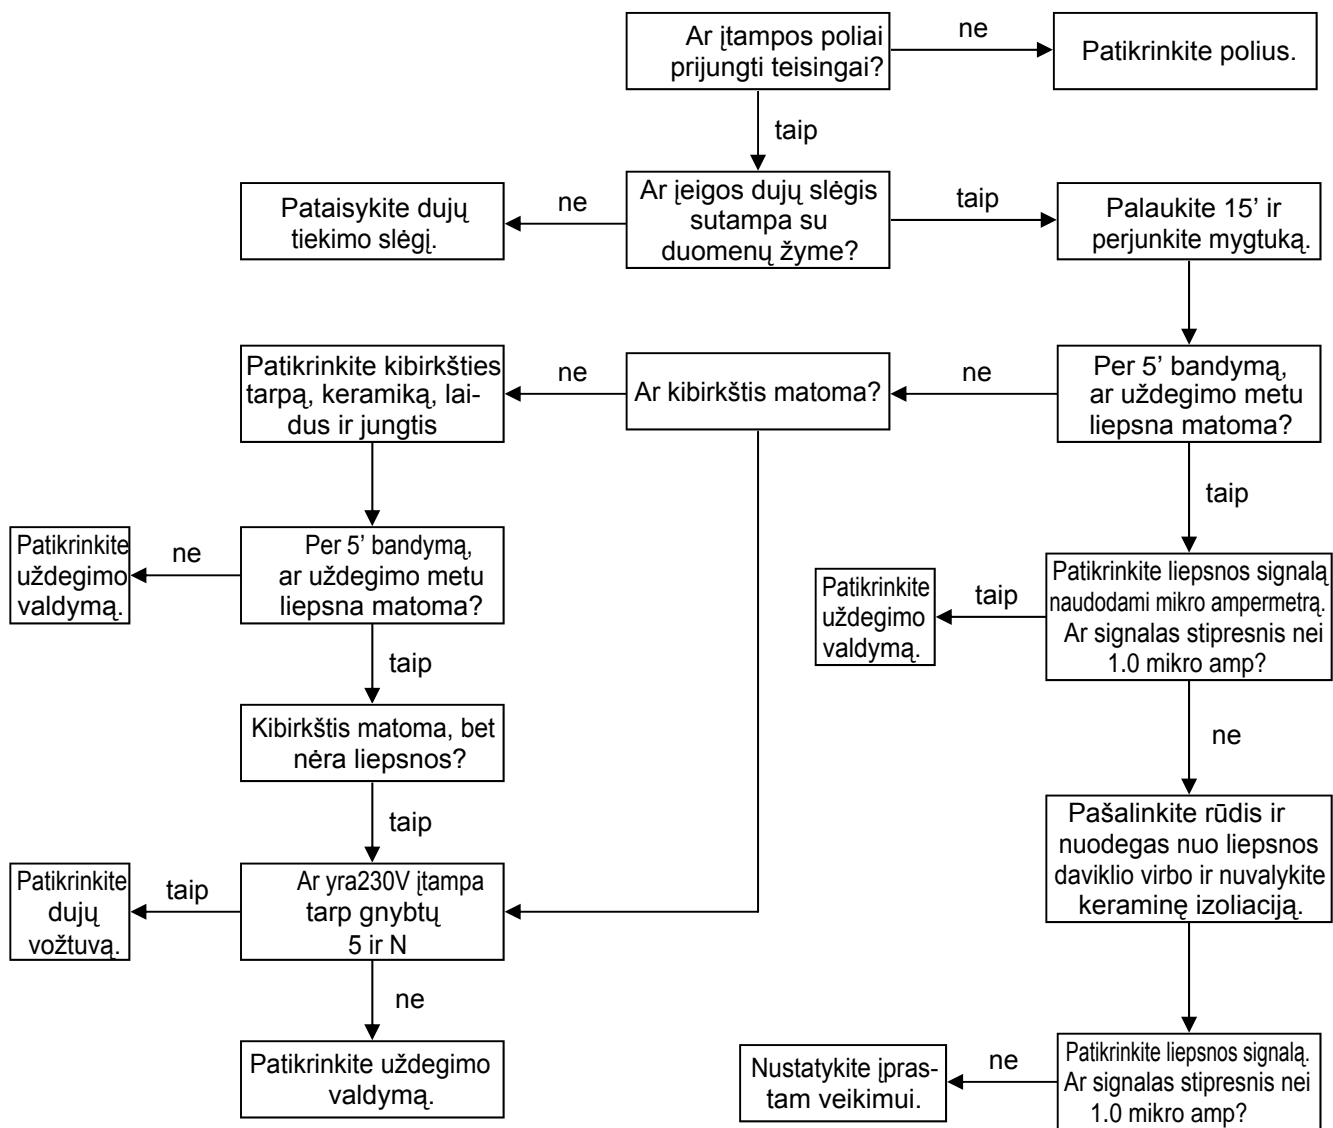 Ar įtampos poliai
prijungti teisingai?
ne
Patikrinkite polius.
taip
Pataisykite dujų
tiekimo slėgį.
ne
Ar įeigos dujų slėgis
sutampa su
duomenų žyme?
taip
Palaukite 15’ ir
perjunkite mygtuką.
Patikrinkite kibirkšties
tarpą, keramiką, lai-
dus ir jungtis
ne
Ar kibirkštis matoma?
ne
Per 5’ bandymą,
ar uždegimo metu
liepsna matoma?
taip
Patikrinkite
uždegimo
valdymą.
ne
Per 5’ bandymą,
ar uždegimo metu
liepsna matoma?
Patikrinkite
uždegimo
valdymą.
taip
Patikrinkite liepsnos signalą
naudodami mikro ampermetrą.
Ar signalas stipresnis nei
1.0 mikro amp?
taip
Kibirkštis matoma, bet
nėra liepsnos?
ne
taip
Pašalinkite rūdis ir
nuodegas nuo liepsnos
daviklio virbo ir nuvalykite
keraminę izoliaciją.
Patikrinkite
dujų
vožtuvą.
taip
Ar yra230V įtampa
tarp gnybtų
5 ir N
ne
Patikrinkite uždegimo
valdymą.
Nustatykite įpras-
tam veikimui.
ne
Patikrinkite liepsnos signalą.
Ar signalas stipresnis nei
1.0 mikro amp?